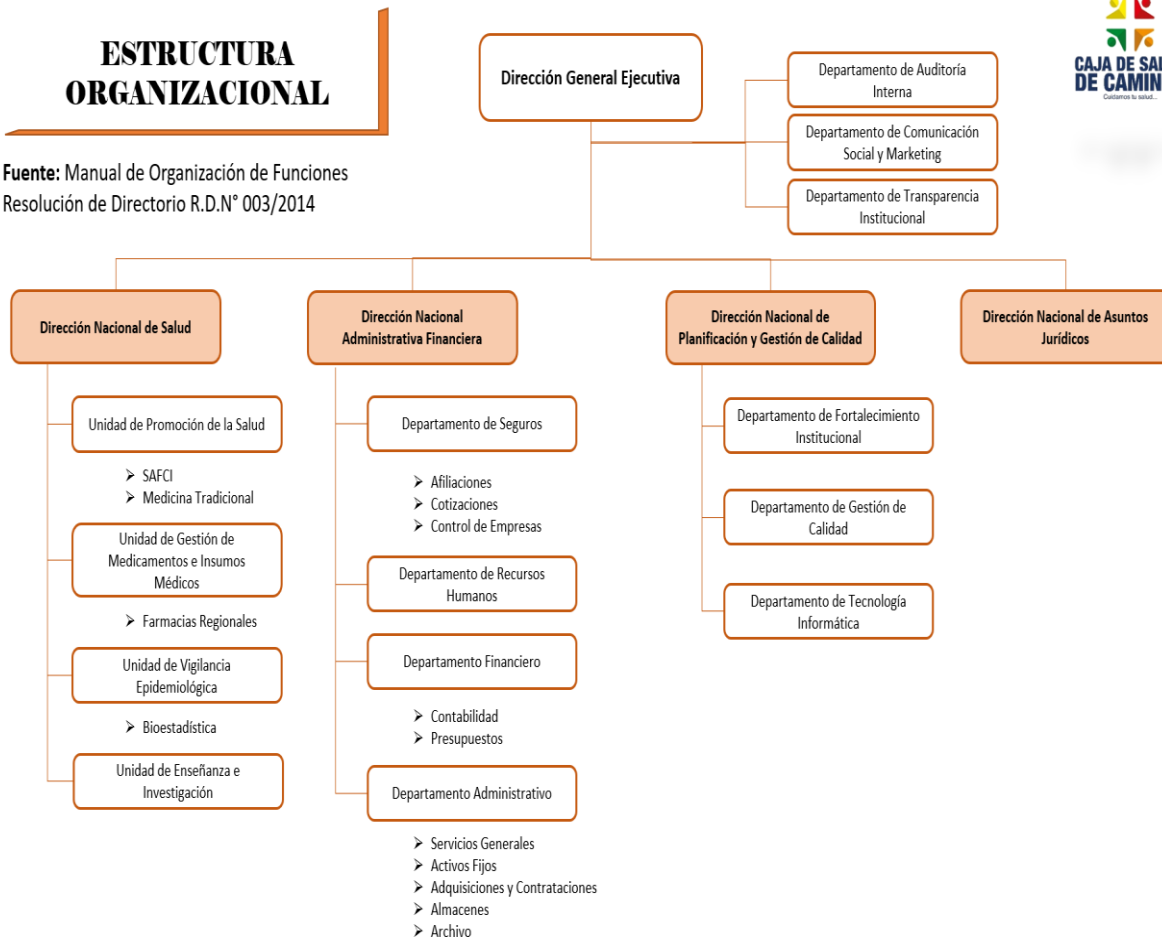 ESTRUCTURA
ORGANIZACIONAL
Fuente: Manual de Organización de Funciones
Resolución de Directorio R.D.N° 003/2014
Dirección General Ejecutiva
Departamento de Auditoría
Interna
Departamento de Comunicación
Social y Marketing
Departamento de Transparencia
Institucional
CAJA DE
DE
Cuidamos tu salud...
Dirección Nacional de Salud
Unidad de Promoción de la Salud
➢ SAFCI
➢ Medicina Tradicional
Unidad de Gestión de
Medicamentos e Insumos
Médicos
➢ Farmacias Regionales
Unidad de Vigilancia
Epidemiológica
➢ Bioestadística
Unidad de Enseñanza e
Investigación
Dirección Nacional
Administrativa Financiera
Departamento de Seguros
➢ Afiliaciones
➢ Cotizaciones
➢ Control de Empresas
Departamento de Recursos
Humanos
Departamento Financiero
➢ Contabilidad
➢ Presupuestos
Departamento Administrativo
➢ Servicios Generales
➢ Activos Fijos
➢ Adquisiciones y Contrataciones
➢ Almacenes
➢ Archivo
Dirección Nacional de
Planificación y Gestión de Calidad
Departamento de Fortalecimiento
Institucional
Departamento de Gestión de
Calidad
Departamento de Tecnología
Informática
Dirección Nacional de Asuntos
Jurídicos